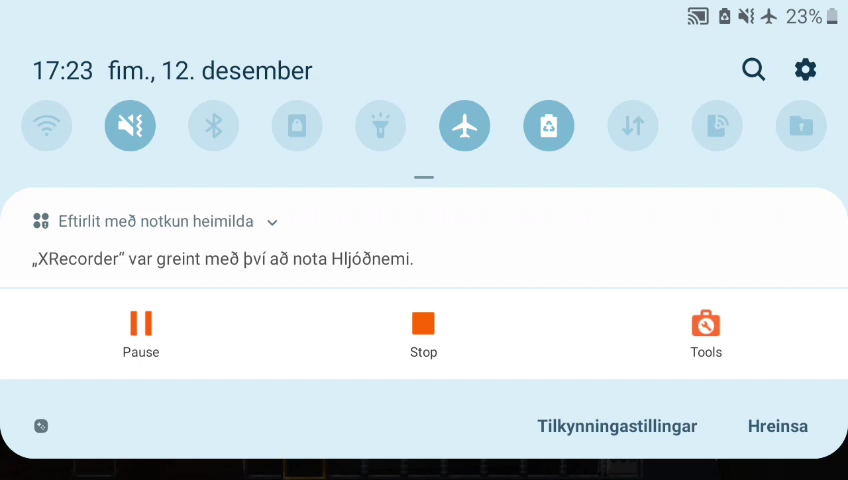 23%
17:23 fim., 12. desember
Eftirlit með notkun heimilda
„XRecorder“ var greint með því að nota Hljóðnemi.
Pause Stop Tools
Tilkynningastillingar Hreinsa